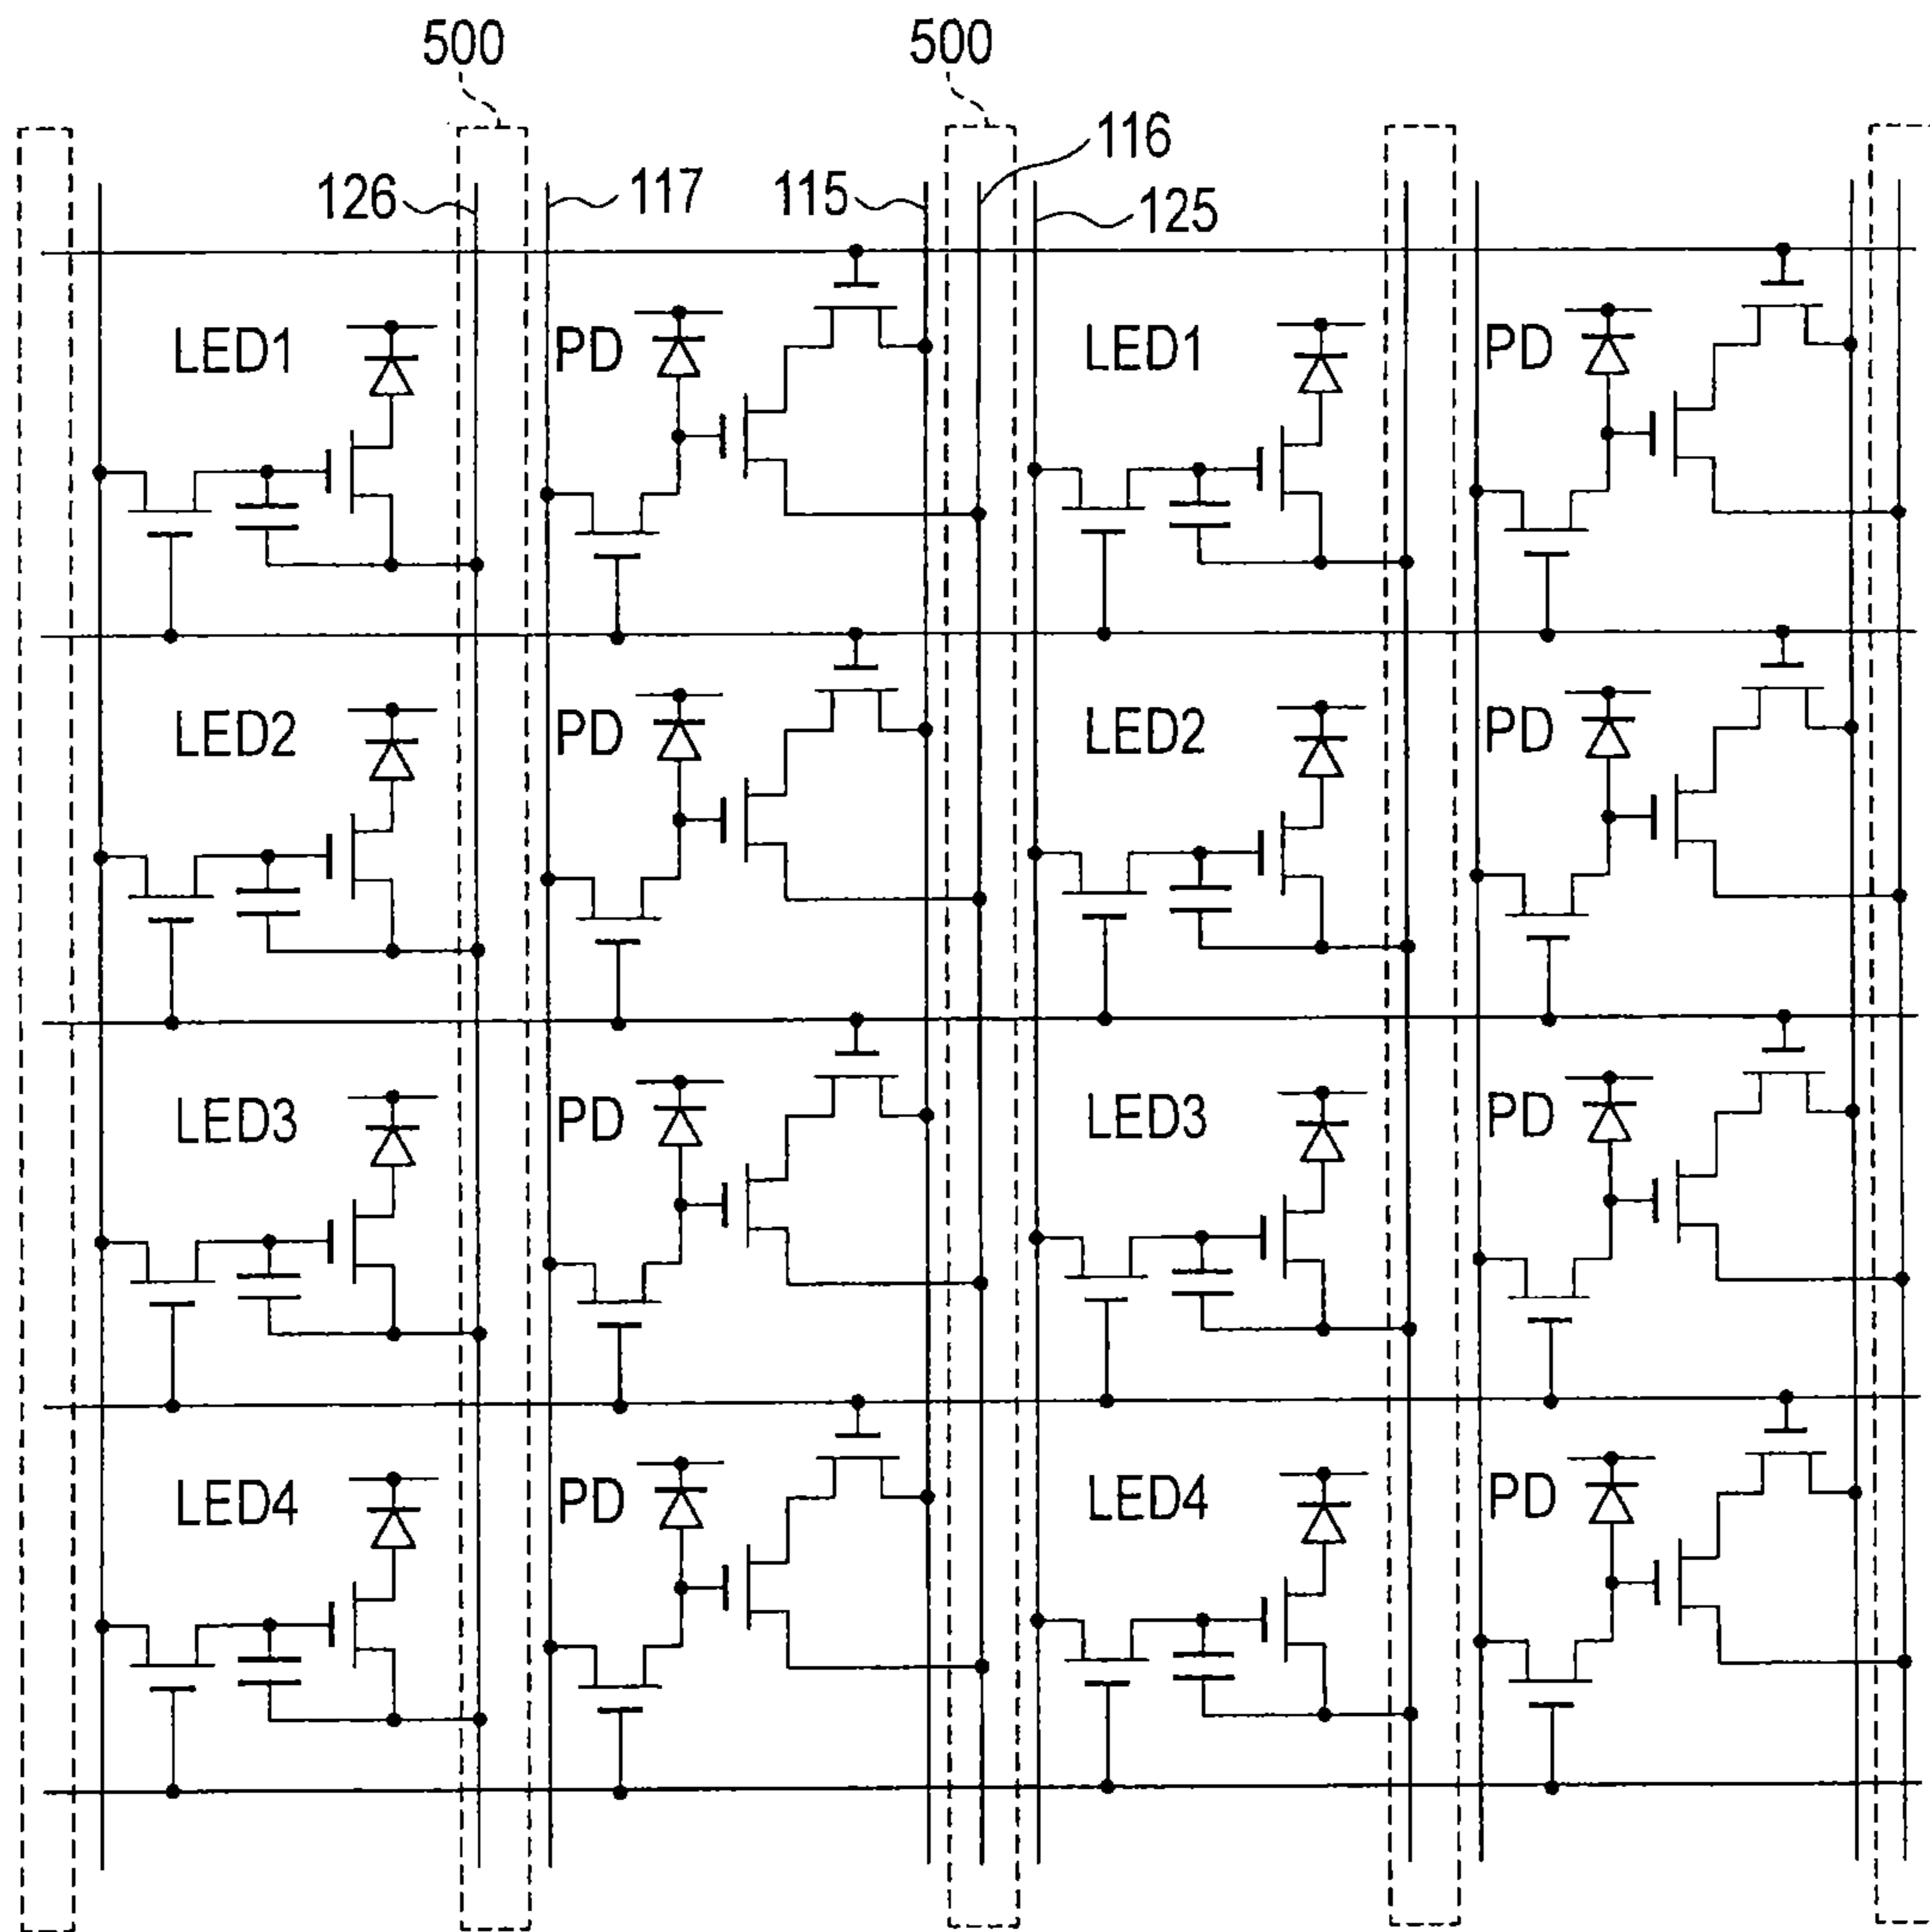 500 500
116
126 117 115 125
LED1 PD LED1 PD
LED2 PD LED2 PD
LED3 PD LED3 PD
LED4 PD LED4 PD